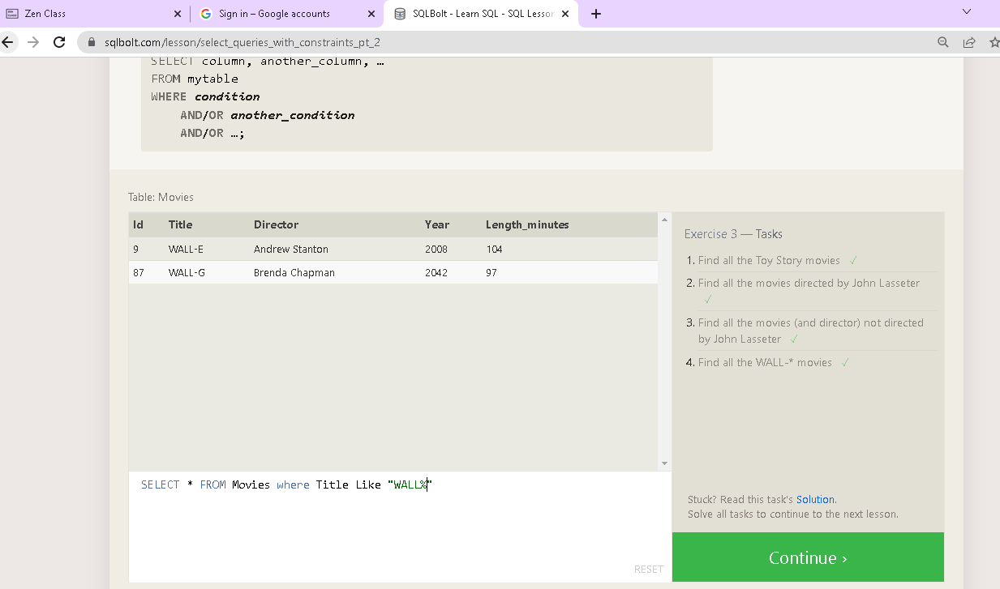 Zen Class
Sign in – Google accounts
SQLBolt - Learn SQL - SQL Lesson
sqlbolt.com/lesson/select_queries_with_constraints_pt_2
SELECT column, another_column, …
FROM mytable
WHERE condition
AND/OR another_condition
AND/OR …;
Table: Movies
Id Title Director Year Length_minutes
9 WALL-E Andrew Stanton 2008 104
87 WALL-G Brenda Chapman 2042 97
SELECT * FROM Movies where Title Like "WALL%"
RESET
Exercise 3 — Tasks
1. Find all the Toy Story movies ✓
2. Find all the movies directed by John Lasseter
✓
3. Find all the movies (and director) not directed
by John Lasseter ✓
4. Find all the WALL-* movies ✓
Stuck? Read this task's Solution.
Solve all tasks to continue to the next lesson.
Continue ›